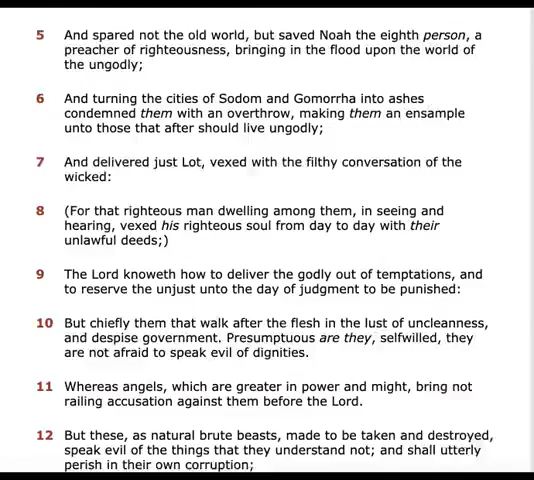 5 And spared not the old world, but saved Noah the eighth person, a
preacher of righteousness, bringing in the flood upon the world of
the ungodly;
6 And turning the cities of Sodom and Gomorrha into ashes
condemned them with an overthrow, making them an ensample
unto those that after should live ungodly;
7 And delivered just Lot, vexed with the filthy conversation of the
wicked:
8 (For that righteous man dwelling among them, in seeing and
hearing, vexed his righteous soul from day to day with their
unlawful deeds;)
9 The Lord knoweth how to deliver the godly out of temptations, and
to reserve the unjust unto the day of judgment to be punished:
10 But chiefly them that walk after the flesh in the lust of uncleanness,
and despise government. Presumptuous are they, selfwilled, they
are not afraid to speak evil of dignities.
11 Whereas angels, which are greater in power and might, bring not
railing accusation against them before the Lord.
12 But these, as natural brute beasts, made to be taken and destroyed,
speak evil of the things that they understand not; and shall utterly
perish in their own corruption;